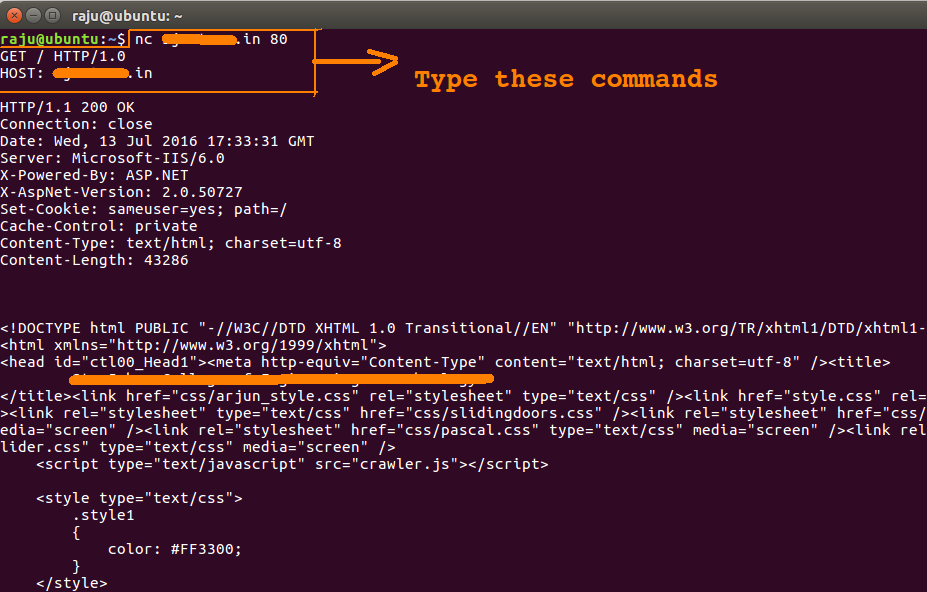 raju@ubuntu: ~
raju@ubuntu:~$ nc .in 80
GET / HTTP/1.0
HOST: .in
Type these commands
HTTP/1.1 200 OK
Connection: close
Date: Wed, 13 Jul 2016 17:33:31 GMT
Server: Microsoft-IIS/6.0
X-Powered-By: ASP.NET
X-AspNet-Version: 2.0.50727
Set-Cookie: sameuser=yes; path=/
Cache-Control: private
Content-Type: text/html; charset=utf-8
Content-Length: 43286
<!DOCTYPE html PUBLIC "-//W3C//DTD XHTML 1.0 Transitional//EN" "http://www.w3.org/TR/xhtml1/DTD/xhtml1-
<html xmlns="http://www.w3.org/1999/xhtml">
<head id="ctl00_Head1"><meta http-equiv="Content-Type" content="text/html; charset=utf-8" /><title>
</title><link href="css/arjun_style.css" rel="stylesheet" type="text/css" /><link href="style.css" rel=
><link rel="stylesheet" type="text/css" href="css/slidingdoors.css" /><link rel="stylesheet" href="css/
edia="screen" /><link rel="stylesheet" href="css/pascal.css" type="text/css" media="screen" /><link rel
lider.css" type="text/css" media="screen" />
<script type="text/javascript" src="crawler.js"></script>
<style type="text/css">
.style1
{
color: #FF3300;
}
</style>